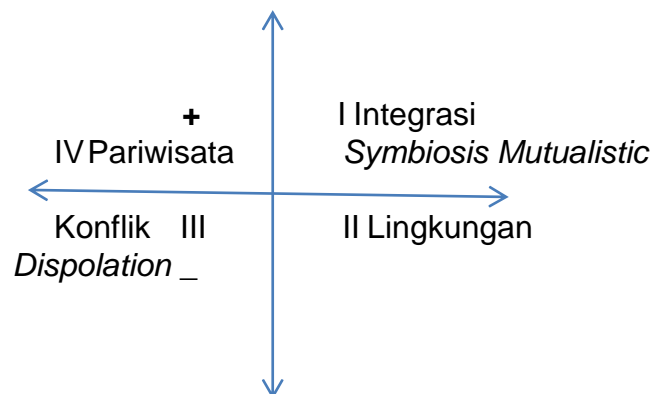 +
I Integrasi
IV Pariwisata
Symbiosis Mutualistic
Konflik III
II Lingkungan
Dispolation _